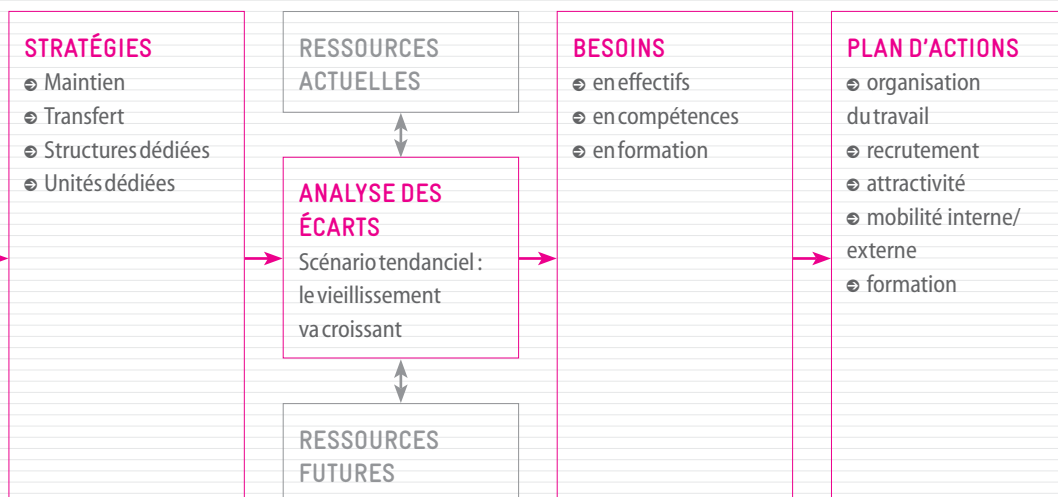 STRATÉGIES
➲ Maintien
➲ Transfert
➲ Structures dédiées
➲ Unités dédiées
RESSOURCES
ACTUELLES
ANALYSE DES
ÉCARTS
Scénario tendanciel :
le vieillissement
va croissant
RESSOURCES
FUTURES
BESOINS
➲ en effectifs
➲ en compétences
➲ en formation
PLAN D’ACTIONS
➲ organisation
du travail
➲ recrutement
➲ attractivité
➲ mobilité interne/
externe
➲ formation